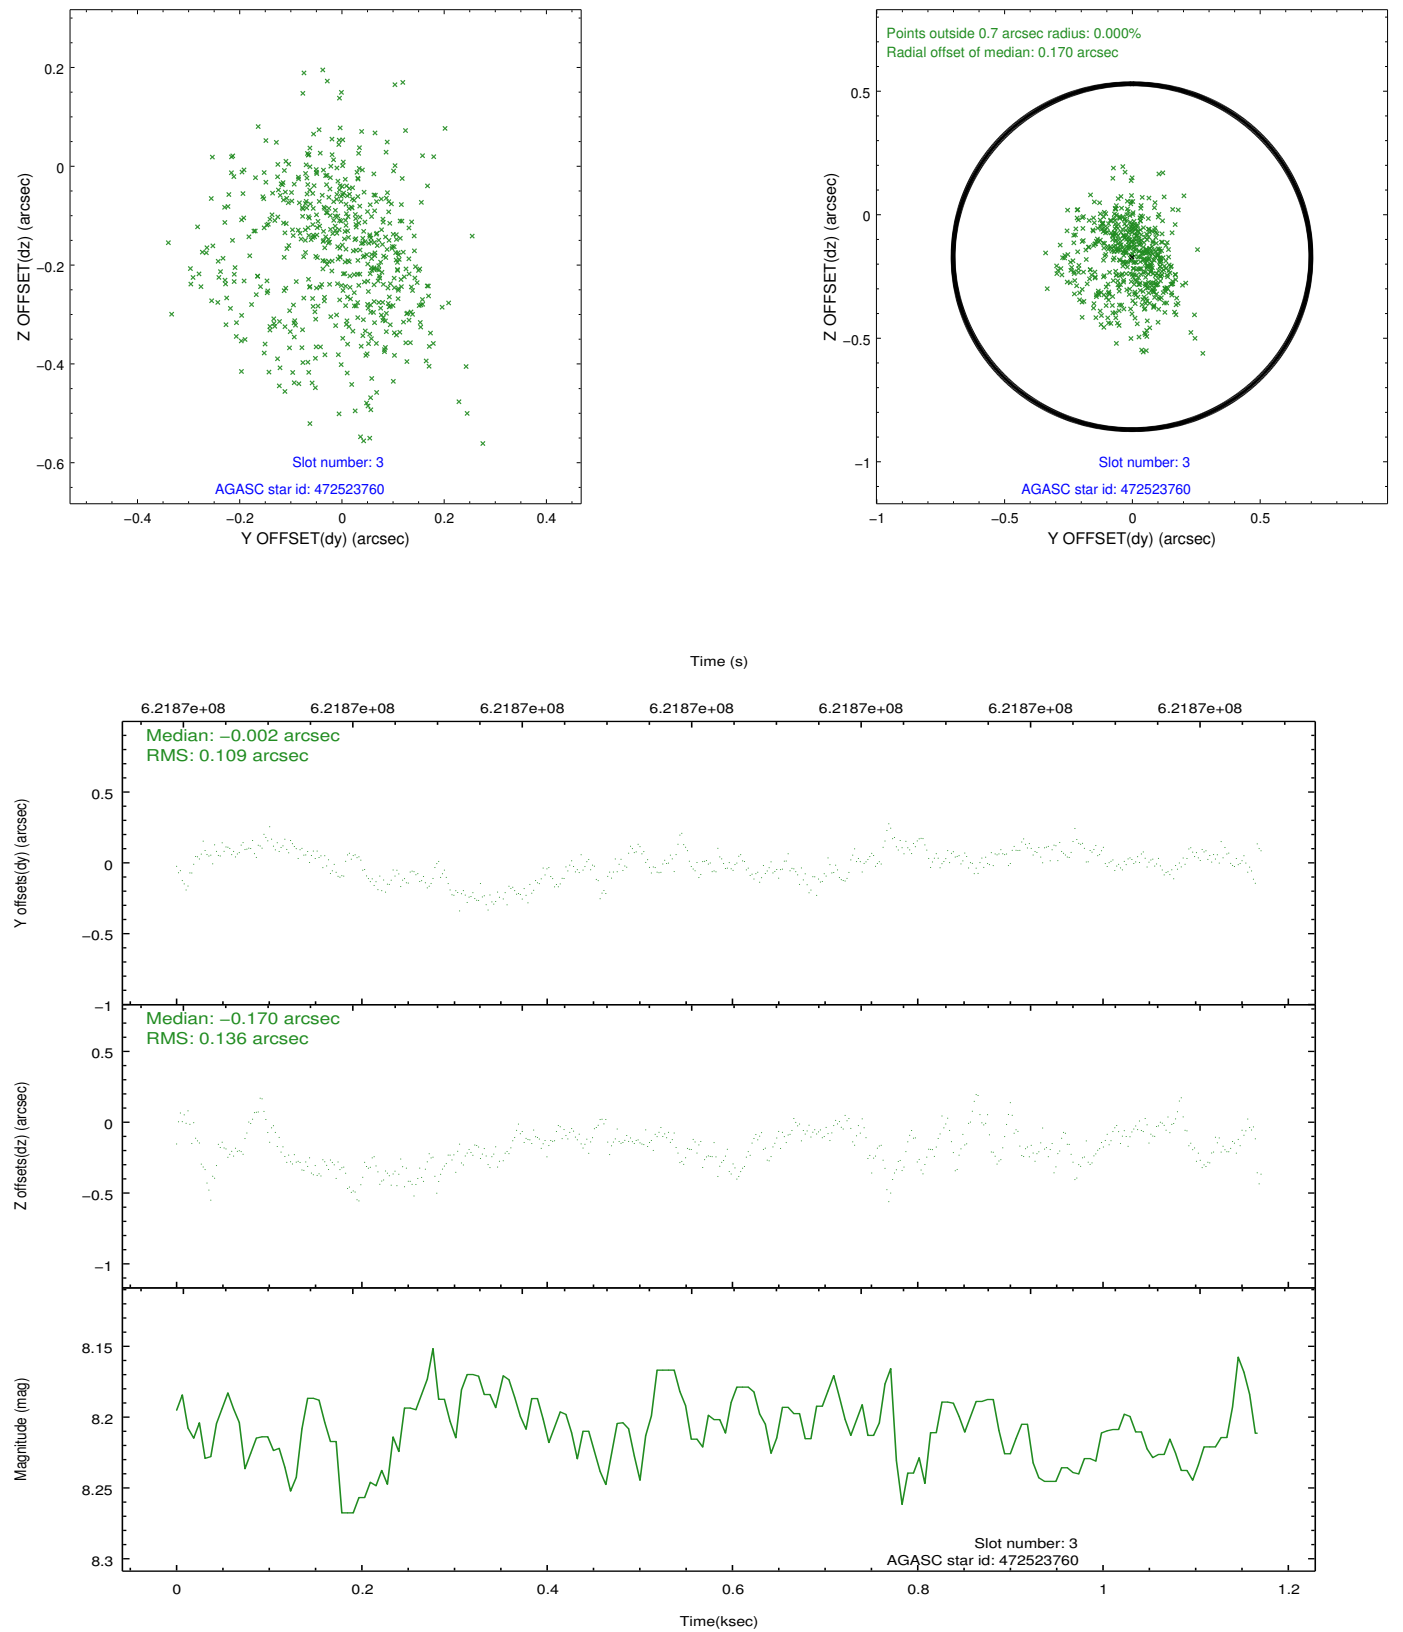 0.2
0
−0.2
−0.4
−0.6
Z OFFSET(dz) (arcsec)
Slot number: 3
AGASC star id: 472523760
−0.4
−0.2
0
0.2
0.4
Y OFFSET(dy) (arcsec)
Points outside 0.7 arcsec radius: 0.000%
Radial offset of median: 0.170 arcsec
0.5
0
−0.5
−1
Z OFFSET(dz) (arcsec)
Slot number: 3
AGASC star id: 472523760
−1
−0.5
0
0.5
Y OFFSET(dy) (arcsec)
Time (s)
6.2187e+08
6.2187e+08
6.2187e+08
6.2187e+08
6.2187e+08
6.2187e+08
6.2187e+08
Median: −0.002 arcsec
RMS: 0.109 arcsec
0.5
0
−0.5
−1
Y offsets(dy) (arcsec)
Median: −0.170 arcsec
RMS: 0.136 arcsec
0.5
0
−0.5
−1
Z offsets(dz) (arcsec)
8.15
8.2
8.25
8.3
Magnitude (mag)
Slot number: 3
AGASC star id: 472523760
0
0.2
0.4
0.6
0.8
1
1.2
Time(ksec)